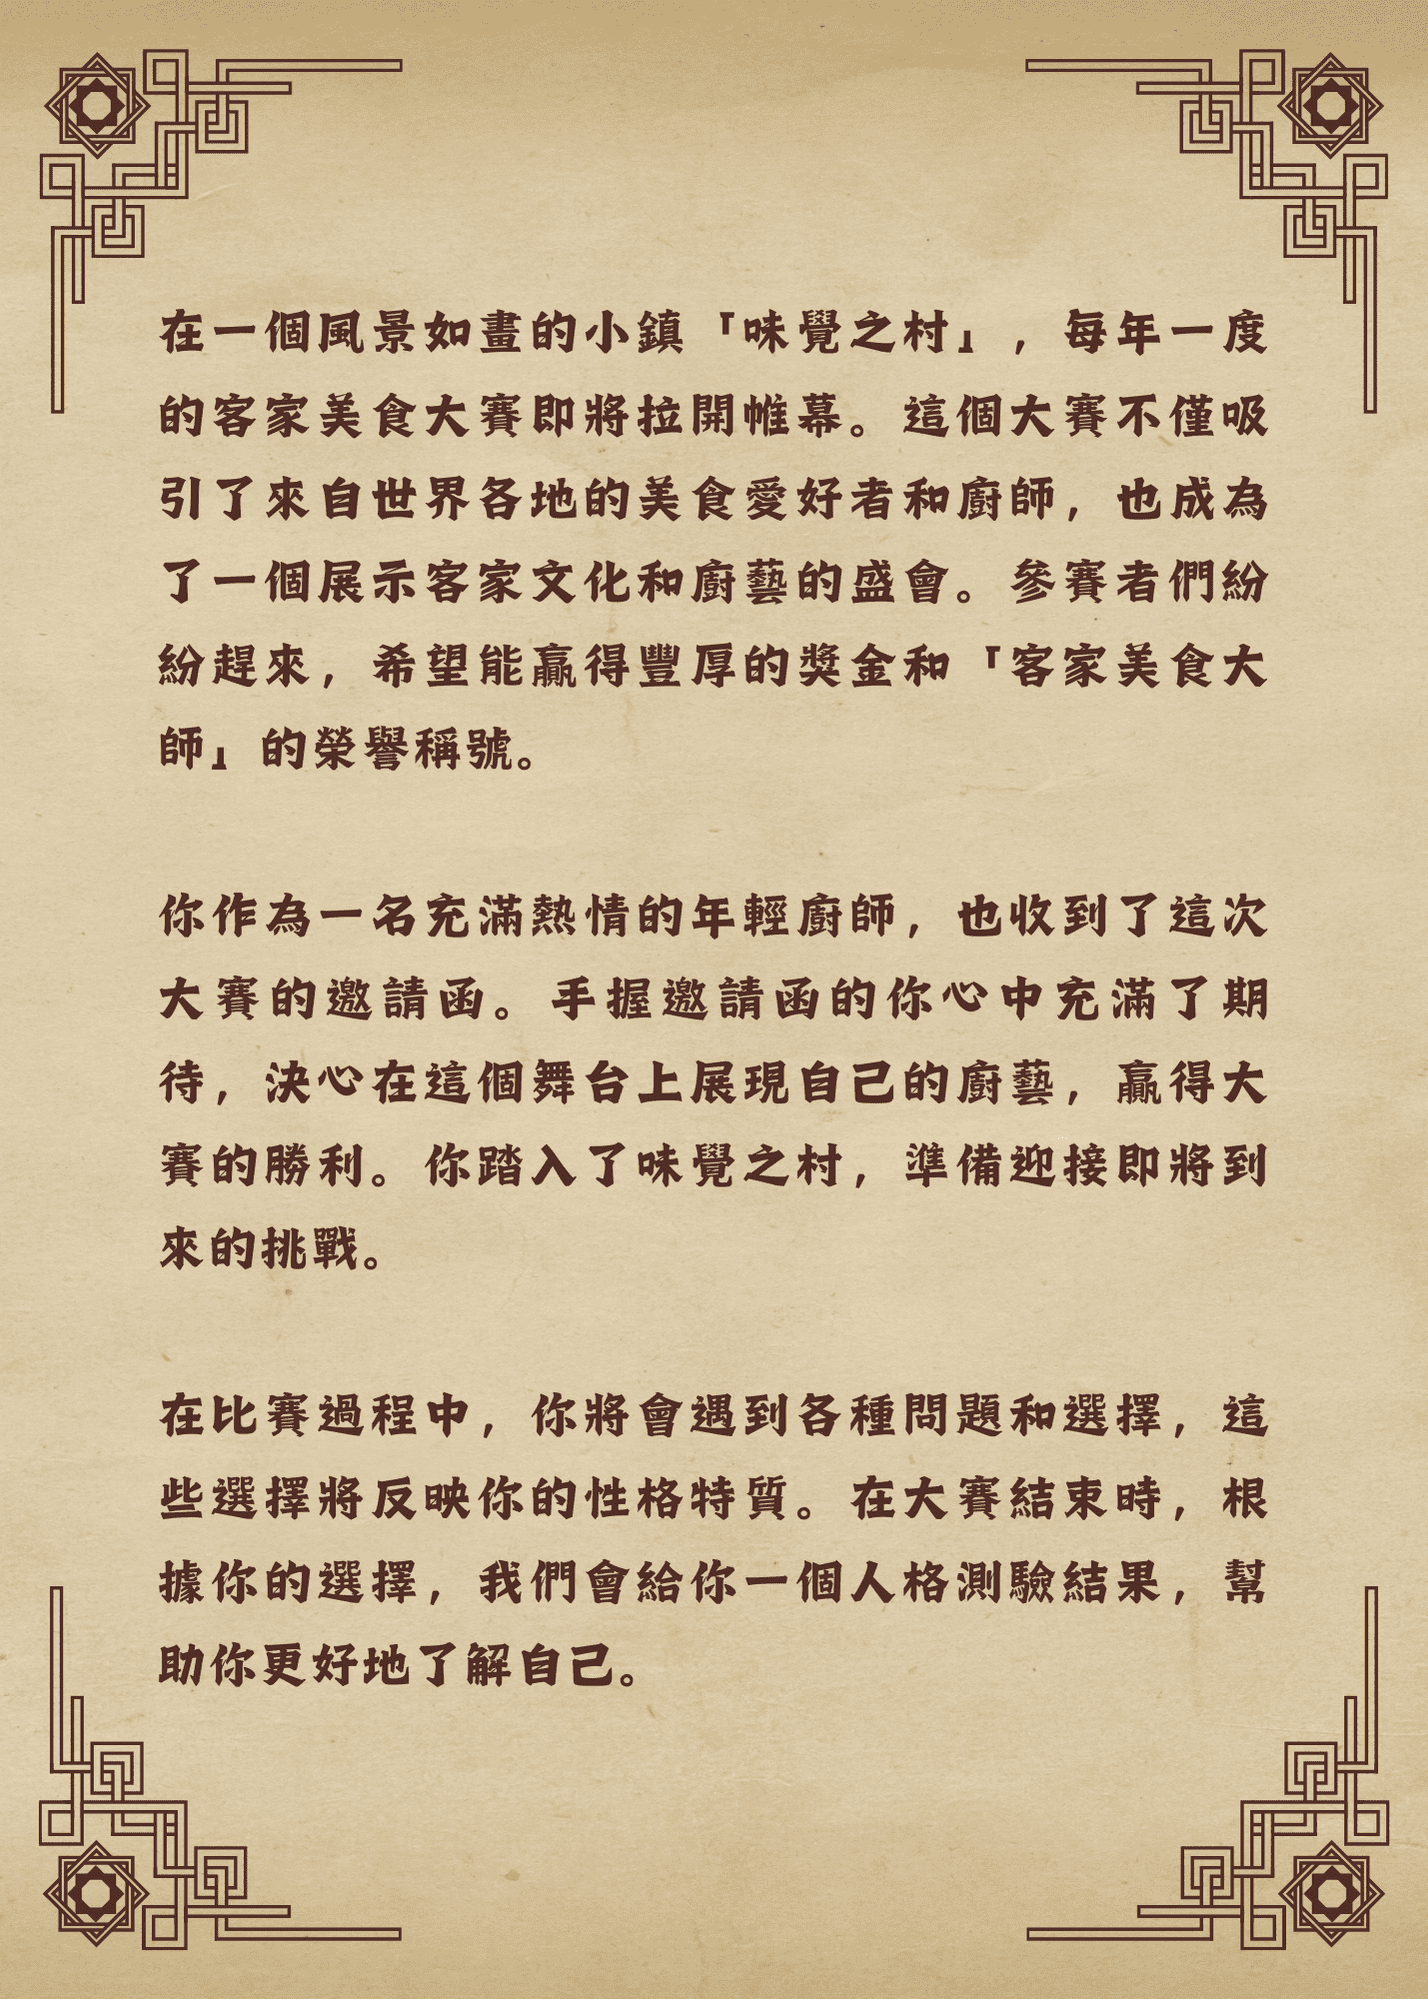 在一個風景如畫的小鎮「味覺之村」，每年一度
的客家美食大賽即將拉開帷幕。這個大賽不僅吸
引了來自世界各地的美食愛好者和廚師，也成為
了一個展示客家文化和廚藝的盛會。參賽者們紛
紛趕來，希望能贏得豐厚的獎金和「客家美食大
師」的榮譽稱號。
你作為一名充滿熱情的年輕廚師，也收到了這次
大賽的邀請函。手握邀請函的你心中充滿了期
待，決心在這個舞台上展現自己的廚藝，贏得大
賽的勝利。你踏入了味覺之村，準備迎接即將到
來的挑戰。
在比賽過程中，你將會遇到各種問題和選擇，這
些選擇將反映你的性格特質。在大賽結束時，根
據你的選擇，我們會給你一個人格測驗結果，幫
助你更好地了解自己。